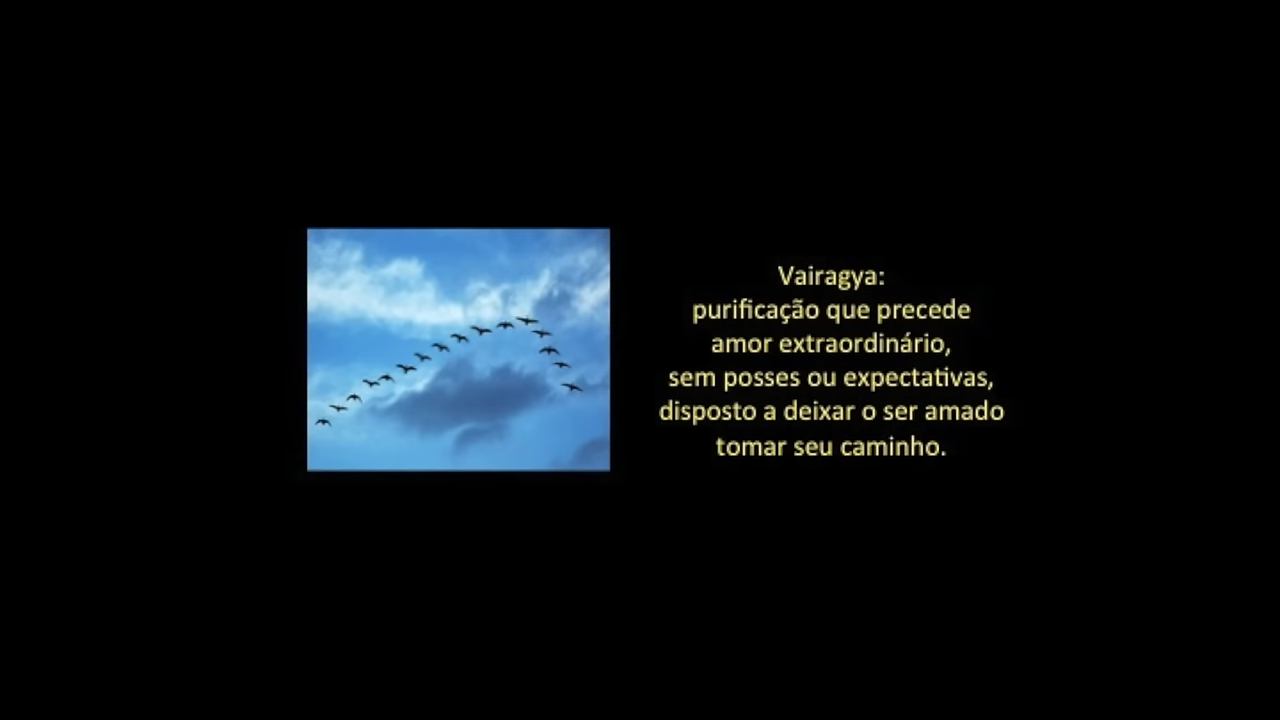 Vairagya:
purificação que precede
amor extraordinário,
sem posses ou expectativas,
disposto a deixar o ser amado
tomar seu caminho.